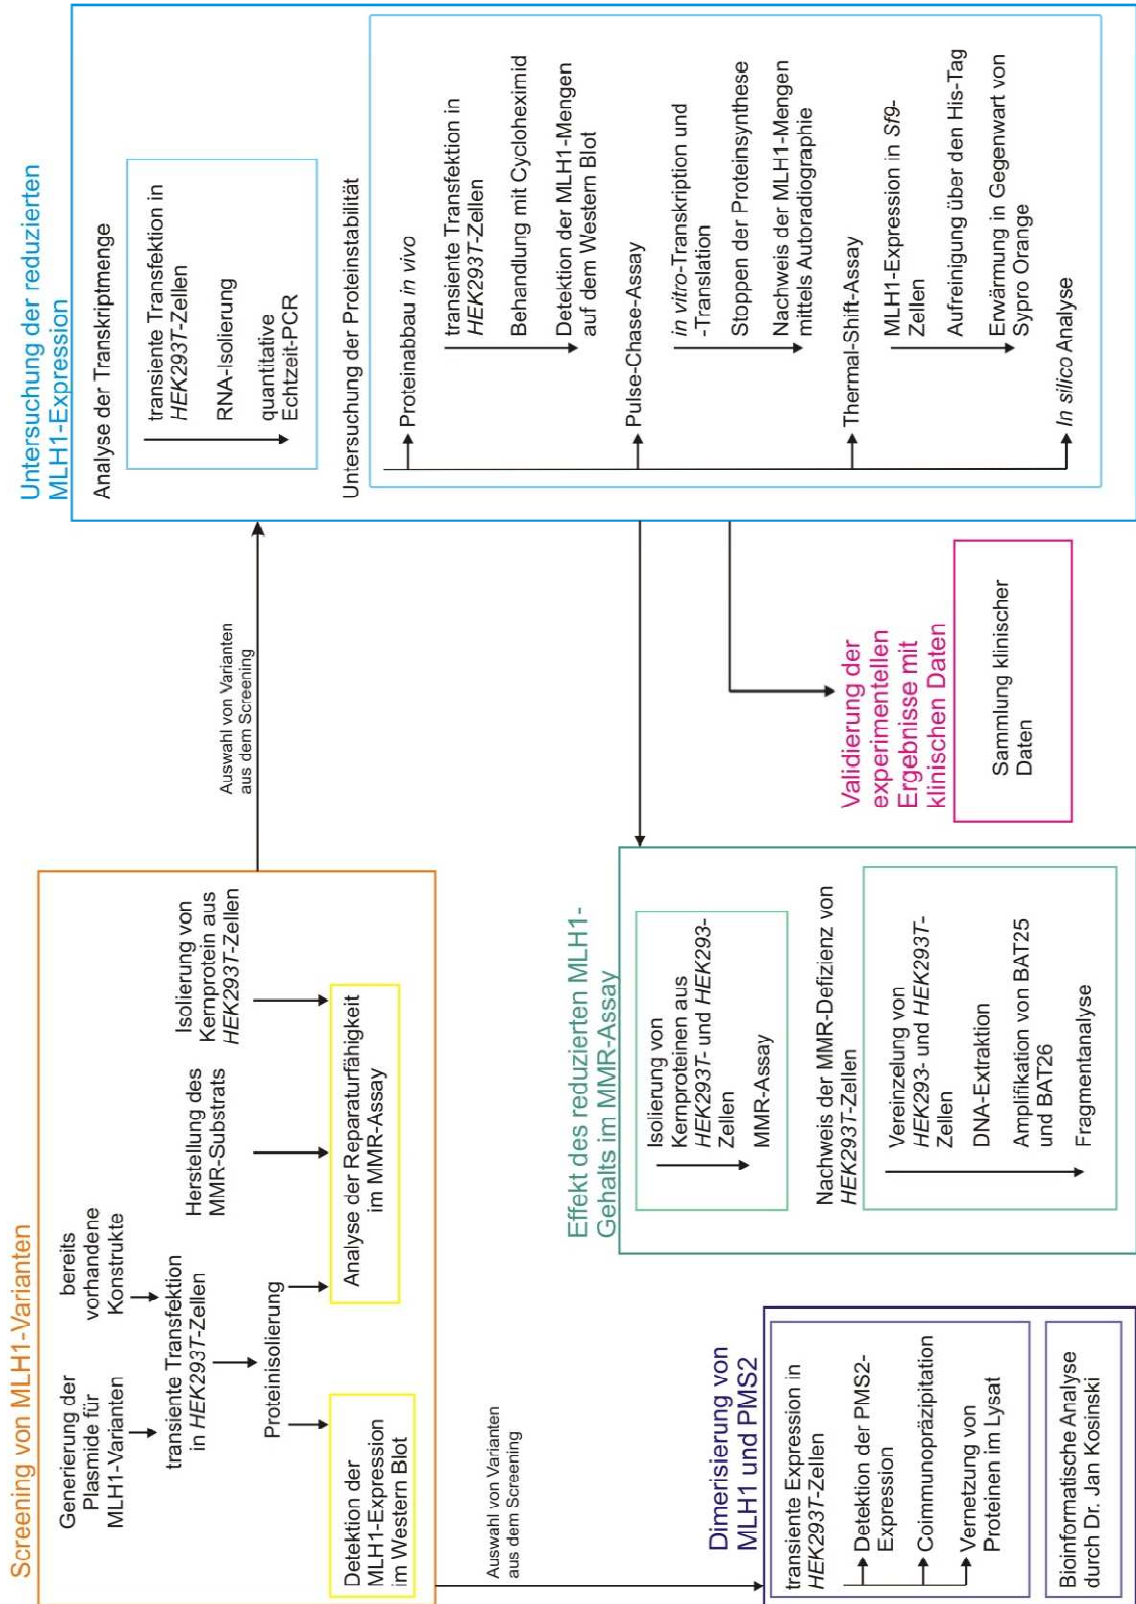 Screening von MLH1-Varianten
Generierung der
Plasmide für
MLH1-Varianten
bereits
vorhandene
Konstrukte
transiente Transfektion
in HEK293T-Zellen
Proteinisolierung
Herstellung des
MMR-Substrats
Isolierung von
Kernprotein aus
HEK293T-Zellen
Detektion der
MLH1-Expression
im Western Blot
Analyse der Reparaturfähigkeit
im MMR-Assay
Auswahl von Varianten
aus dem Screening
Auswahl von Varianten
aus dem Screening
Untersuchung der reduzierten
MLH1-Expression
Analyse der Transkriptmenge
transiente Transfektion in
HEK293T-Zellen
RNA-Isolierung
quantitative
Echtzeit-PCR
Untersuchung der Proteinstabilität
Proteinabbau in vivo
transiente Transfektion in
HEK293T-Zellen
Behandlung mit Cycloheximid
Detektion der MLH1-Mengen
auf dem Western Blot
Pulse-Chase-Assay
in vitro-Transkription und
-Translation
Stoppen der Proteinsynthese
Nachweis der MLH1-Mengen
mittels Autoradiographie
Thermal-Shift-Assay
MLH1-Expression in Sf9-
Zellen
Aufreinigung über den His-Tag
Erwärmung in Gegenwart von
Sypro Orange
In silico Analyse
Dimerisierung von
MLH1 und PMS2
transiente Expression in
HEK293T-Zellen
Detektion der PMS2-
Expression
Coimmunopräzipitation
Vernetzung von
Proteinen im Lysat
Bioinformatische Analyse
durch Dr. Jan Kosinski
Effekt des reduzierten MLH1-
Gehalts im MMR-Assay
Isolierung von
Kernproteinen aus
HEK293T- und HEK293-
Zellen
MMR-Assay
Nachweis der MMR-Defizienz von
HEK293T-Zellen
Vereinzelung von
HEK293- und HEK293T-
Zellen
DNA-Extraktion
Amplifikation von BAT25
und BAT26
Fragmentanalyse
Validierung der
experimentellen
Ergebnisse mit
klinischen Daten
Sammlung klinischer
Daten